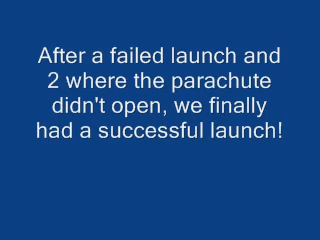 After a failed launch and
2 where the parachute
didn't open, we finally
had a successful launch!